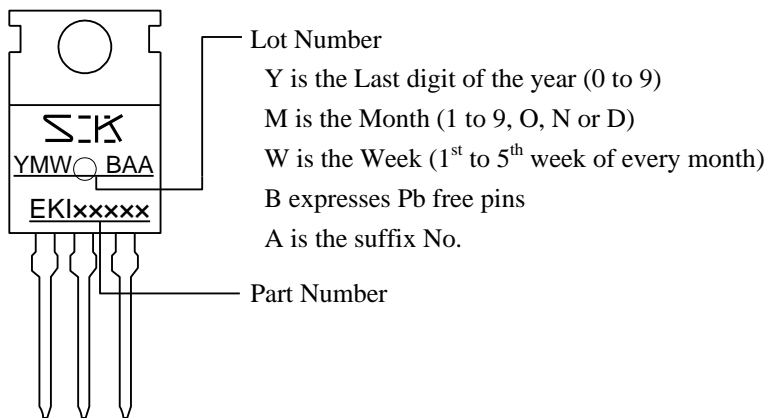 Lot Number
Y is the Last digit of the year (0 to 9)
M is the Month (1 to 9, O, N or D)
W is the Week (1st to 5th week of every month)
B expresses Pb free pins
A is the suffix No.
Part Number
SK
YMW BAA
EKI×××××